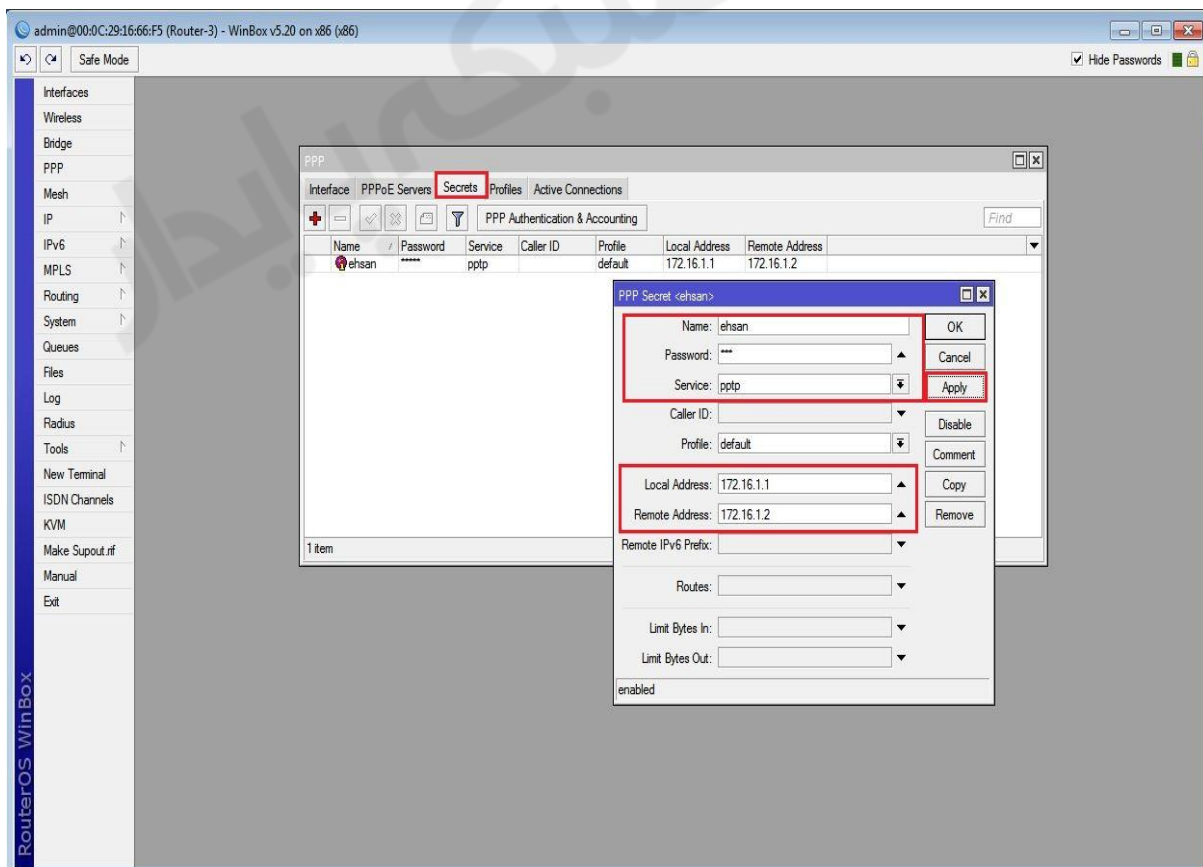 admin@00:0C:29:16:66:F5 (Router-3) - WinBox v5.20 on x86 (x86)
Safe Mode
Hide Passwords
Interfaces
Wireless
Bridge
PPP
Mesh
IP
IPv6
MPLS
Routing
System
Queues
Files
Log
Radius
Tools
New Terminal
ISDN Channels
KVM
Make Supout.rif
Manual
Exit
RouterOS WinBox
PPP
Interface PPPoE Servers Secrets Profiles Active Connections
PPP Authentication & Accounting Find
Name Password Service Caller ID Profile Local Address Remote Address
ehsan ***** pptp default 172.16.1.1 172.16.1.2
1 item
PPP Secret <ehsan>
Name: ehsan
Password: ***
Service: pptp
Caller ID:
Profile: default
Local Address: 172.16.1.1
Remote Address: 172.16.1.2
Remote IPv6 Prefix:
Routes:
Limit Bytes In:
Limit Bytes Out:
enabled
OK
Cancel
Apply
Disable
Comment
Copy
Remove